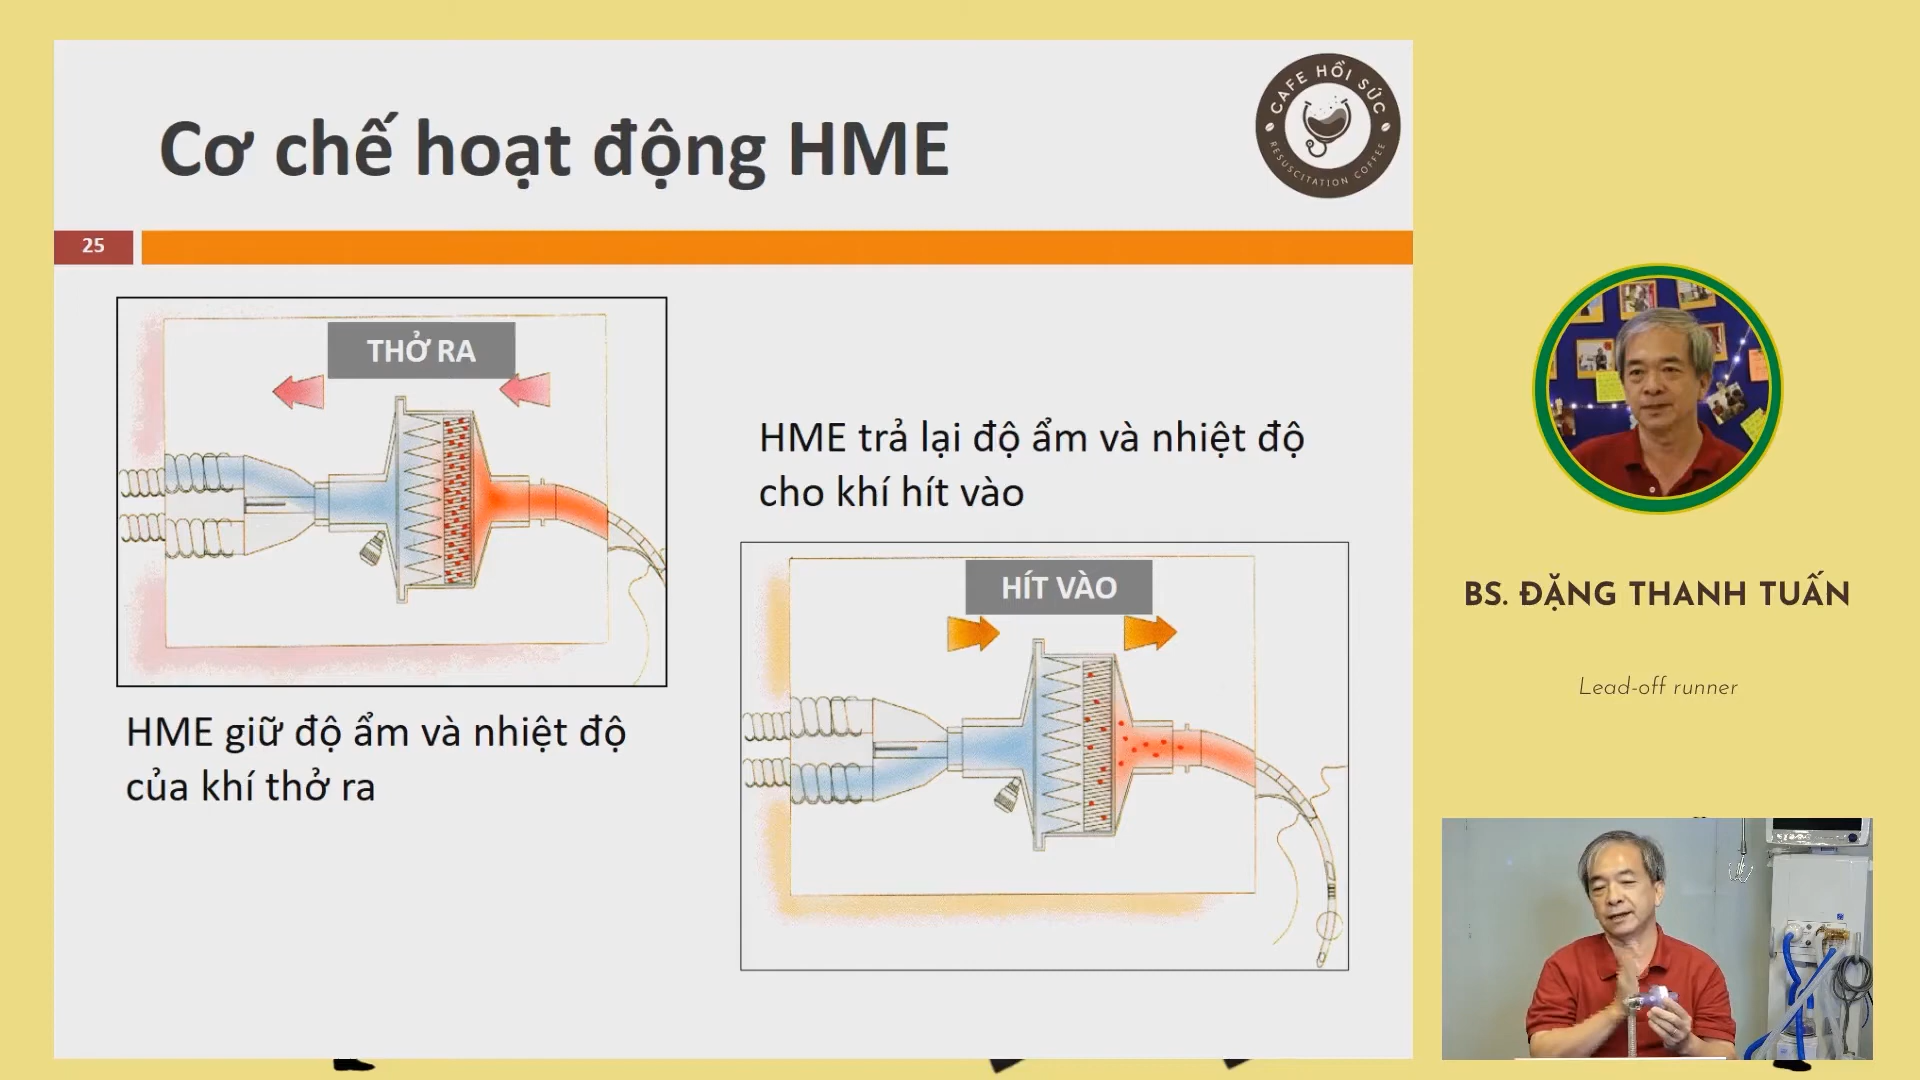 Cơ chế hoạt động HME
CAFE HỒI SỨC
RESUSCITATION COFFEE
25
THỞ RA
HME giữ độ ẩm và nhiệt độ
của khí thở ra
HME trả lại độ ẩm và nhiệt độ
cho khí hít vào
HÍT VÀO
BS. ĐẶNG THANH TUẤN
Lead-off runner